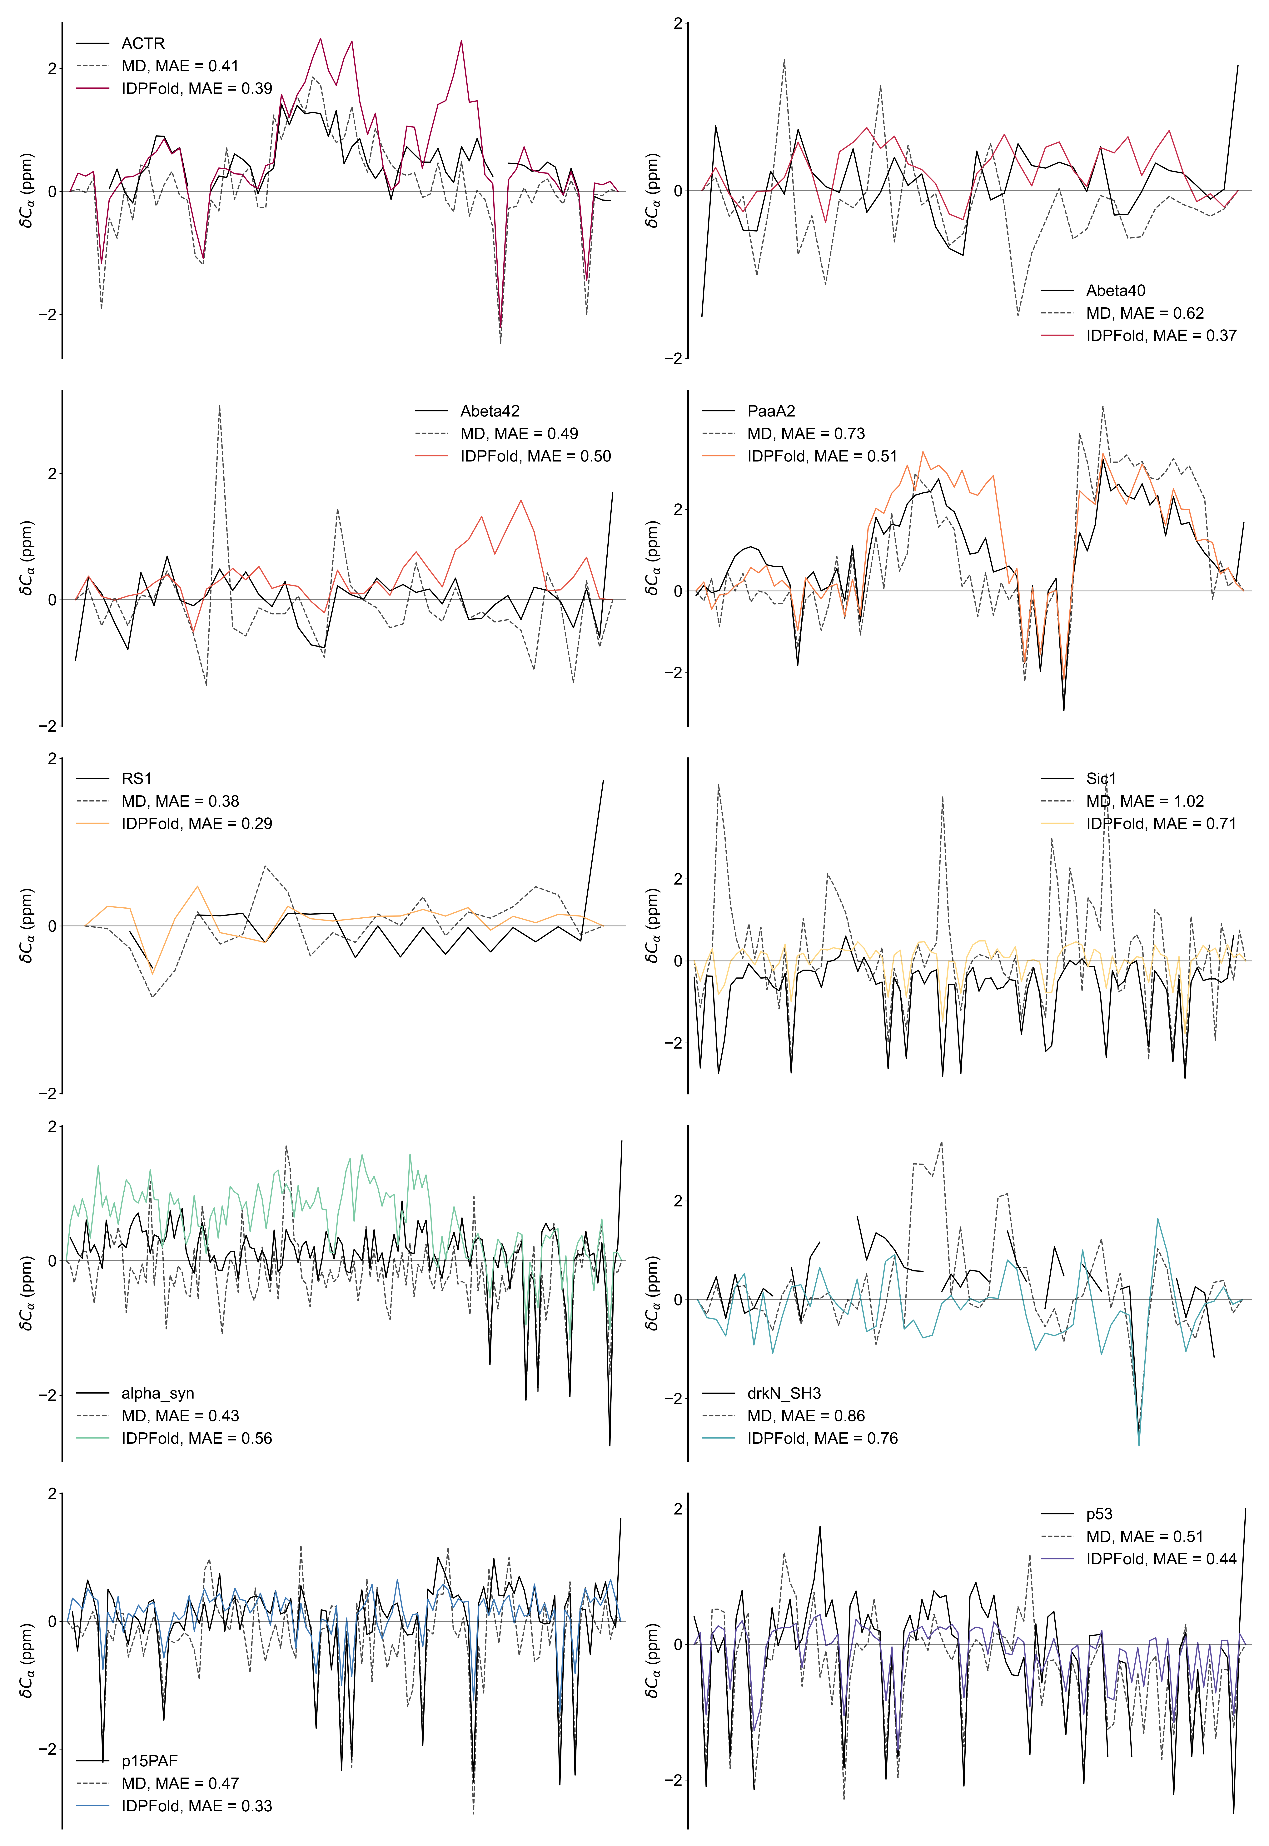 ACTR
MD, MAE = 0.41
IDPFold, MAE = 0.39
2
0
−2
δCα (ppm)
2
0
−2
δCα (ppm)
Abeta40
MD, MAE = 0.62
IDPFold, MAE = 0.37
Abeta42
MD, MAE = 0.49
IDPFold, MAE = 0.50
2
0
−2
δCα (ppm)
PaaA2
MD, MAE = 0.73
IDPFold, MAE = 0.51
2
0
−2
δCα (ppm)
RS1
MD, MAE = 0.38
IDPFold, MAE = 0.29
2
0
−2
δCα (ppm)
Sic1
MD, MAE = 1.02
IDPFold, MAE = 0.71
2
0
−2
δCα (ppm)
2
0
−2
δCα (ppm)
alpha_syn
MD, MAE = 0.43
IDPFold, MAE = 0.56
2
0
−2
δCα (ppm)
drkN_SH3
MD, MAE = 0.86
IDPFold, MAE = 0.76
2
0
−2
δCα (ppm)
p15PAF
MD, MAE = 0.47
IDPFold, MAE = 0.33
p53
MD, MAE = 0.51
IDPFold, MAE = 0.44
2
0
−2
δCα (ppm)